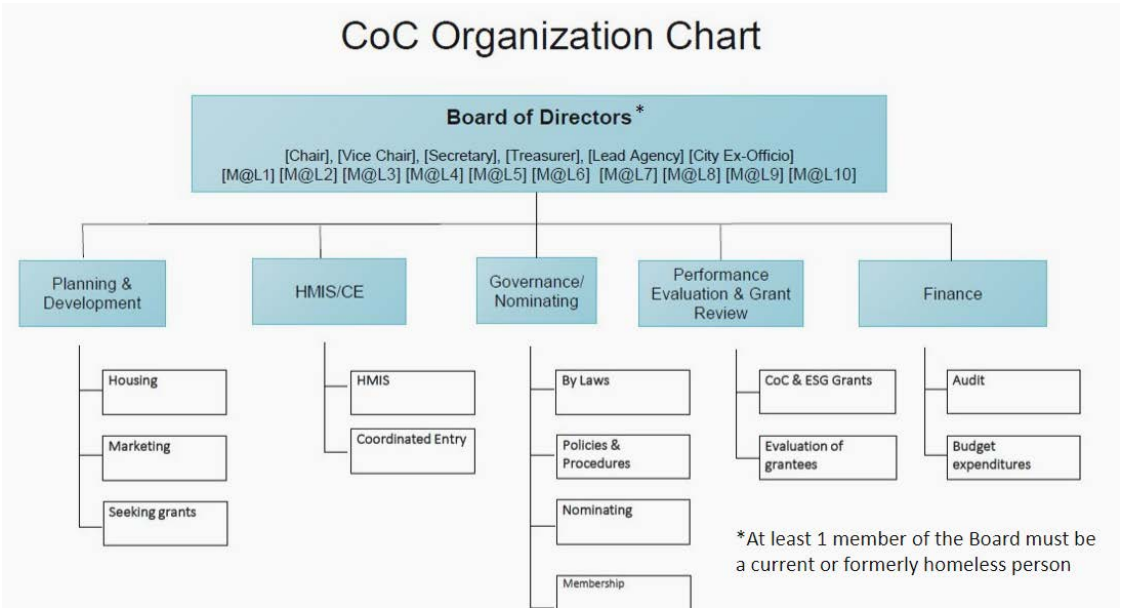 CoC Organization Chart
Board of Directors*
[Chair], [Vice Chair], [Secretary], [Treasurer], [Lead Agency] [City Ex-Officio]
[M@L1] [M@L2] [M@L3] [M@L4] [M@L5] [M@L6] [M@L7] [M@L8] [M@L9] [M@L10]
Planning &
Development
HMIS/CE
Governance/
Nominating
Performance
Evaluation & Grant
Review
Finance
Housing
Marketing
Seeking grants
HMIS
Coordinated Entry
By Laws
Policies &
Procedures
Nominating
Membership
CoC & ESG Grants
Evaluation of
grantees
Audit
Budget
expenditures
*At least 1 member of the Board must be
a current or formerly homeless person